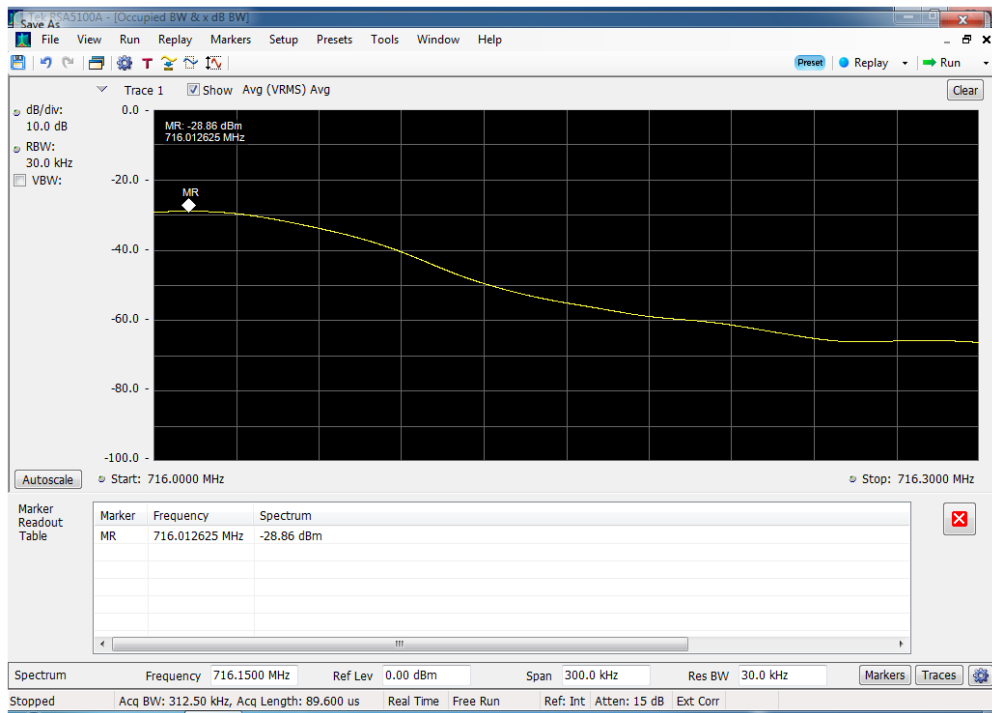 Tek RSA5100A - [Occupied BW & x dB BW]
Save As
File View Run Replay Markers Setup Presets Tools Window Help
T Preset Replay Run
Trace 1 Show Avg (VRMS) Avg Clear
dB/div:
10.0 dB
RBW:
30.0 kHz
VBW:
0.0 -
-20.0 -
-40.0 -
-60.0 -
-80.0 -
-100.0 -
MR: -28.86 dBm
716.012625 MHz
MR
Autoscale Start: 716.0000 MHz Stop: 716.3000 MHz
Marker
Readout
Table
Marker Frequency Spectrum
MR 716.012625 MHz -28.86 dBm
Spectrum Frequency 716.1500 MHz Ref Lev 0.00 dBm Span 300.0 kHz Res BW 30.0 kHz Markers Traces
Stopped Acq BW: 312.50 kHz, Acq Length: 89.600 us Real Time Free Run Ref: Int Atten: 15 dB Ext Corr